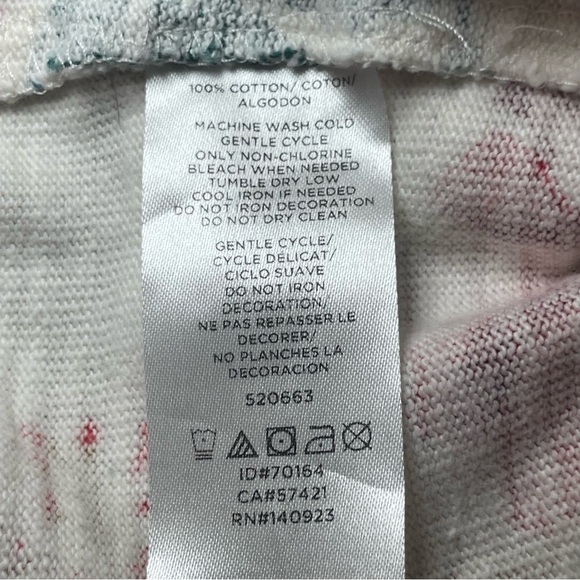 100% COTTON/ COTON/
ALGODÓN
MACHINE WASH COLD
GENTLE CYCLE
ONLY NON-CHLORINE
BLEACH WHEN NEEDED
TUMBLE DRY LOW
COOL IRON IF NEEDED
DO NOT IRON DECORATION
DO NOT DRY CLEAN
GENTLE CYCLE/
CYCLE DÉLICAT/
CICLO SUAVE
DO NOT IRON
DECORATION/
NE PAS REPASSER LE
DECORER/
NO PLANCHES LA
DECORACION
520663
ID#70164
CA#57421
RN#140923